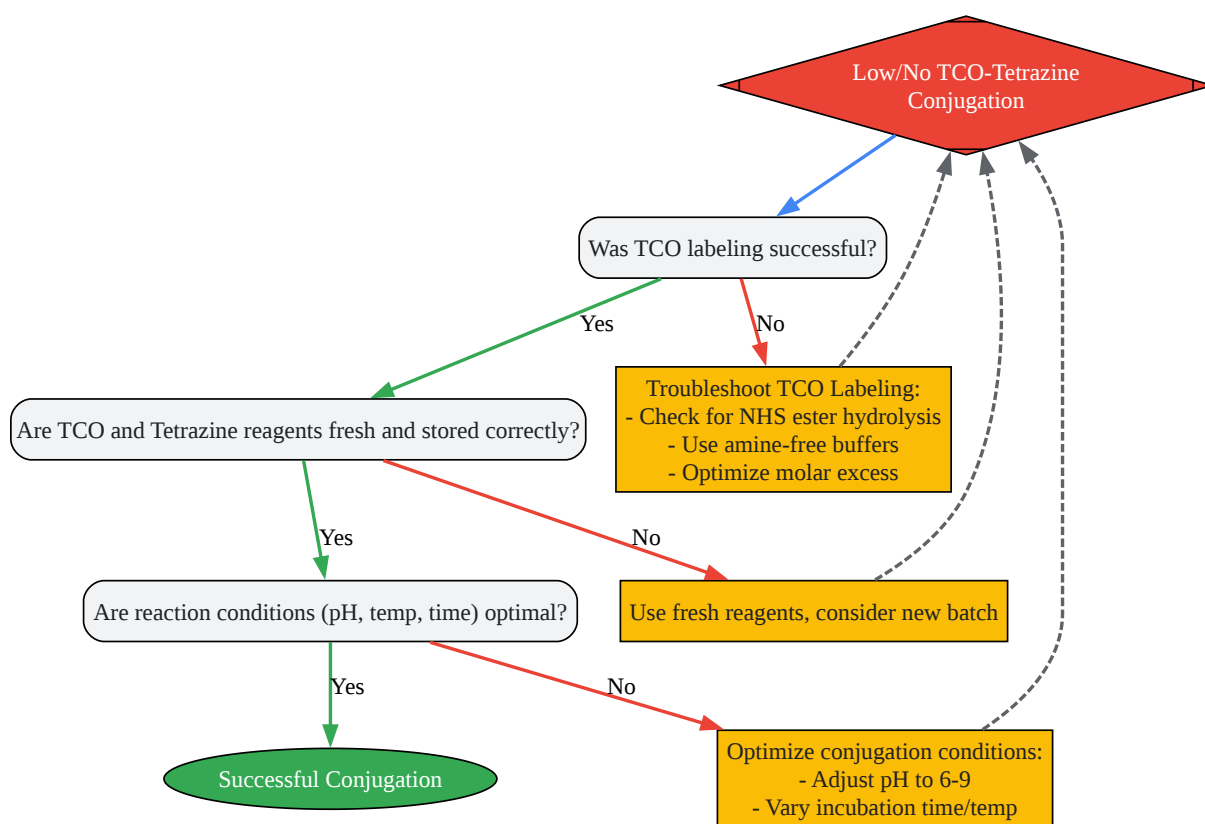 Low/No TCO-Tetrazine
Conjugation
Was TCO labeling successful?
Yes
No
Troubleshoot TCO Labeling:
- Check for NHS ester hydrolysis
- Use amine-free buffers
- Optimize molar excess
Are TCO and Tetrazine reagents fresh and stored correctly?
Yes
No
Use fresh reagents, consider new batch
Are reaction conditions (pH, temp, time) optimal?
Yes
No
Optimize conjugation conditions:
- Adjust pH to 6-9
- Vary incubation time/temp
Successful Conjugation